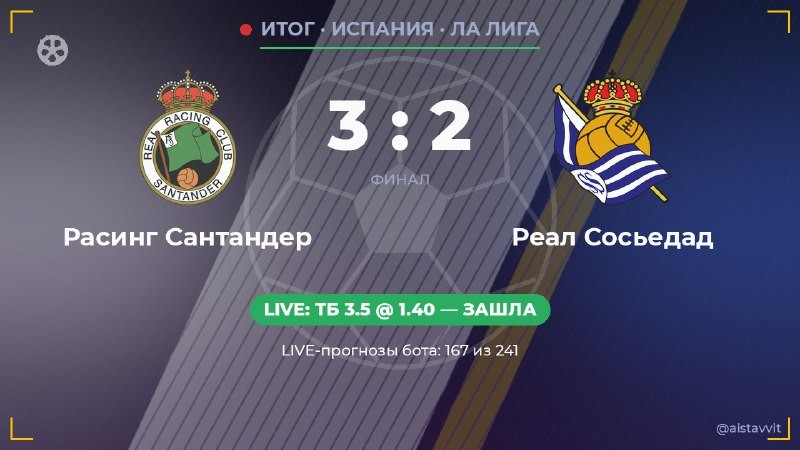 ИТОГ · ИСПАНИЯ · ЛА ЛИГА
REAL RACING CLUB
SANTANDER
3 : 2
ФИНАЛ
Расинг Сантандер
Реал Сосьедад
LIVE: ТБ 3.5 @ 1.40 — ЗАШЛА
LIVE-прогнозы бота: 167 из 241
@aistavvit